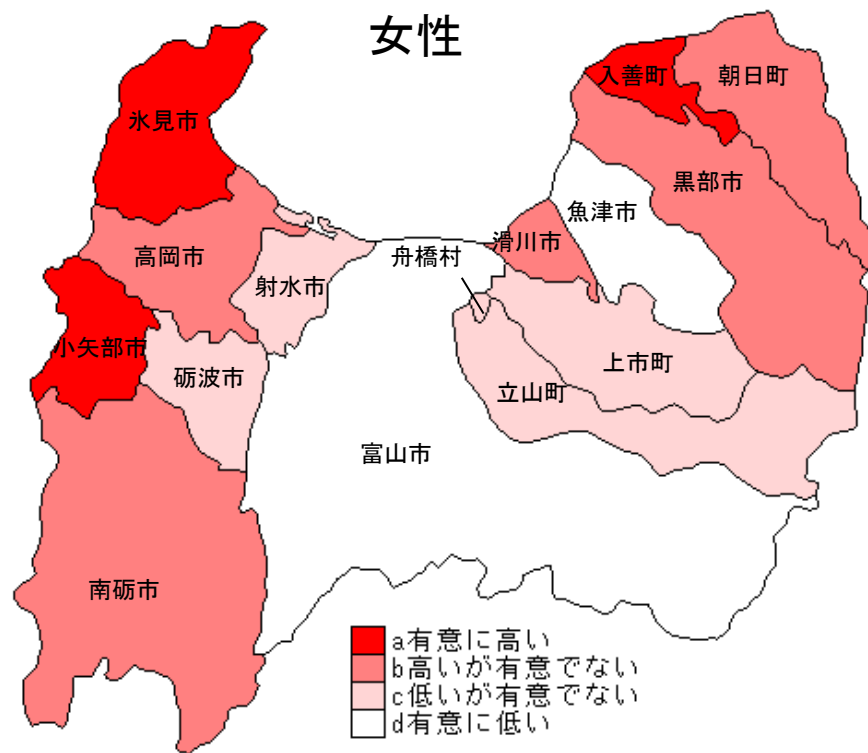 女性
入善町
朝日町
氷見市
黒部市
魚津市
高岡市
滑川市
舟橋村
射水市
小矢部市
砺波市
上市町
立山町
富山市
南砺市
a有意に高い
b高いが有意でない
c低いが有意でない
d有意に低い